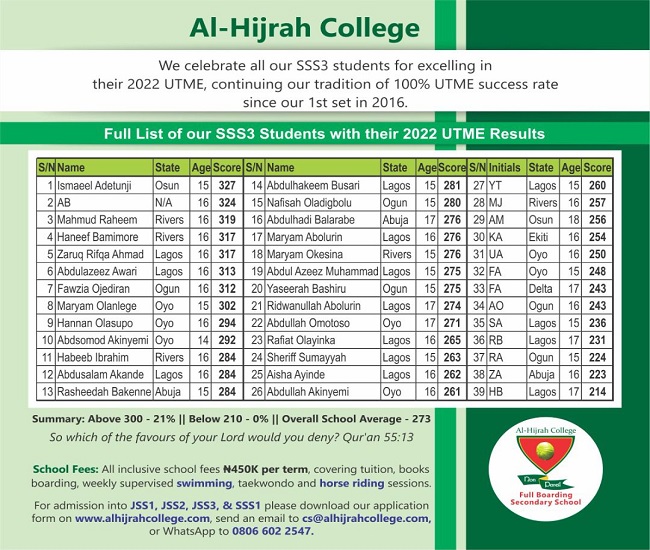 Al-Hijrah College
We celebrate all our SSS3 students for excelling in
their 2022 UTME, continuing our tradition of 100% UTME success rate
since our 1st set in 2016.
Full List of our SSS3 Students with their 2022 UTME Results
S/N Name State Age Score S/N Name State Age Score S/N Initials State Age Score
1 Ismaeel Adetunji Osun 15 327 14 Abdulhakeem Busari Lagos 15 281 27 YT Lagos 15 260
2 AB N/A 16 324 15 Nafisah Oladigbolu Ogun 15 280 28 MJ Rivers 16 257
3 Mahmud Raheem Rivers 16 319 16 Abdulhadi Balarabe Abuja 17 276 29 AM Osun 18 256
4 Haneef Bamimore Rivers 16 317 17 Maryam Abolurin Lagos 16 276 30 KA Ekiti 16 254
5 Zaruq Rifqa Ahmad Lagos 16 317 18 Maryam Okesina Rivers 15 276 31 UA Oyo 16 250
6 Abdulazeez Awari Lagos 16 313 19 Abdul Azeez Muhammad Lagos 15 275 32 FA Oyo 15 248
7 Fawzia Ojediran Ogun 16 312 20 Yaseerah Bashiru Ogun 15 275 33 FA Delta 17 243
8 Maryam Olanlege Oyo 15 302 21 Ridwanullah Abolurin Lagos 17 274 34 AO Ogun 16 243
9 Hannan Olasupo Oyo 16 294 22 Abdullah Omotoso Oyo 17 271 35 SA Lagos 15 236
10 Abdsomod Akinyemi Oyo 14 292 23 Rafiat Olayinka Lagos 16 265 36 RB Lagos 17 231
11 Habeeb Ibrahim Rivers 16 284 24 Sheriff Sumayyah Lagos 15 263 37 RA Ogun 15 224
12 Abdusalam Akande Lagos 15 284 25 Aisha Ayinde Lagos 16 262 38 ZA Abuja 16 223
13 Rasheedah Bakenne Abuja 15 284 26 Abdullah Akinyemi Oyo 16 261 39 HB Lagos 17 214
Summary: Above 300 - 21% || Below 210 - 0% || Overall School Average - 273
So which of the favours of your Lord would you deny? Qur'an 55:13
School Fees: All inclusive school fees ₦450K per term, covering tuition, books
boarding, weekly supervised swimming, taekwondo and horse riding sessions.
For admission into JSS1, JSS2, JSS3, & SSS1 please download our application
form on www.alhijrahcollege.com, send an email to cs@alhijrahcollege.com,
or WhatsApp to 0806 602 2547.
Al-Hijrah College
Full Boarding
Secondary School